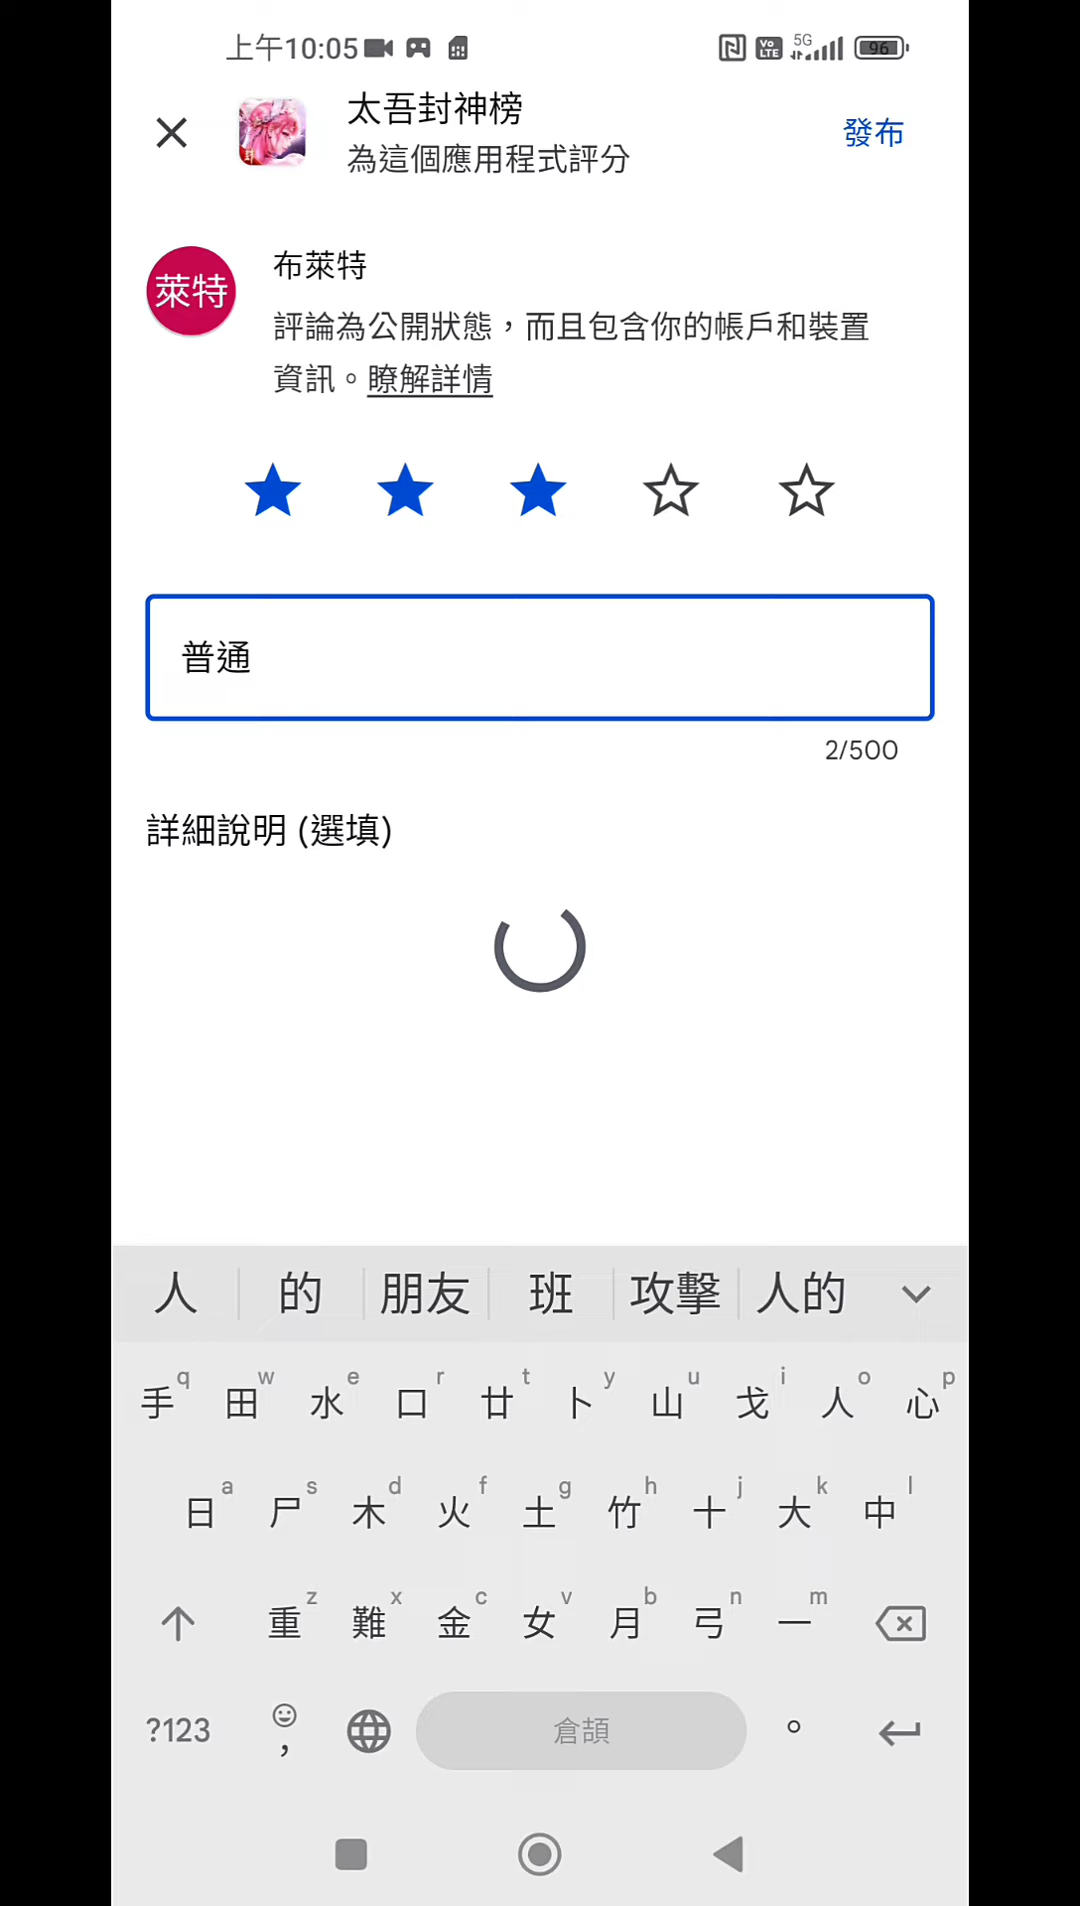 上午10:05 5G 96
太吾封神榜
為這個應用程式評分
發布
萊特
布萊特
評論為公開狀態，而且包含你的帳戶和裝置
資訊。瞭解詳情
普通
2/500
詳細說明 (選填)
人 的 朋友 班 攻擊 人的
手 q 田 w 水 e 口 r 廿 t 卜 y 山 u 戈 i 人 o 心 p
日 a 尸 s 木 d 火 f 土 g 竹 h 十 j 大 k 中 l
重 z 難 x 金 c 女 v 月 b 弓 n 一 m
?123 ， 倉頡 。